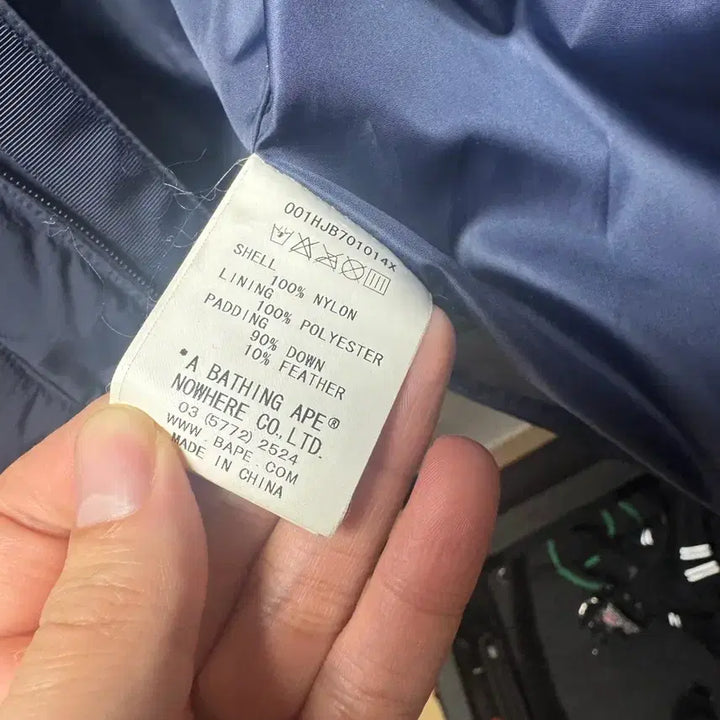 001HJB701014X
SHELL
100% NYLON
LINING
100% POLYESTER
PADDING
90% DOWN
10% FEATHER
•A BATHING APE®
NOWHERE CO., LTD.
03 (5772) 2524
WWW. BAPE. COM
MADE IN CHINA